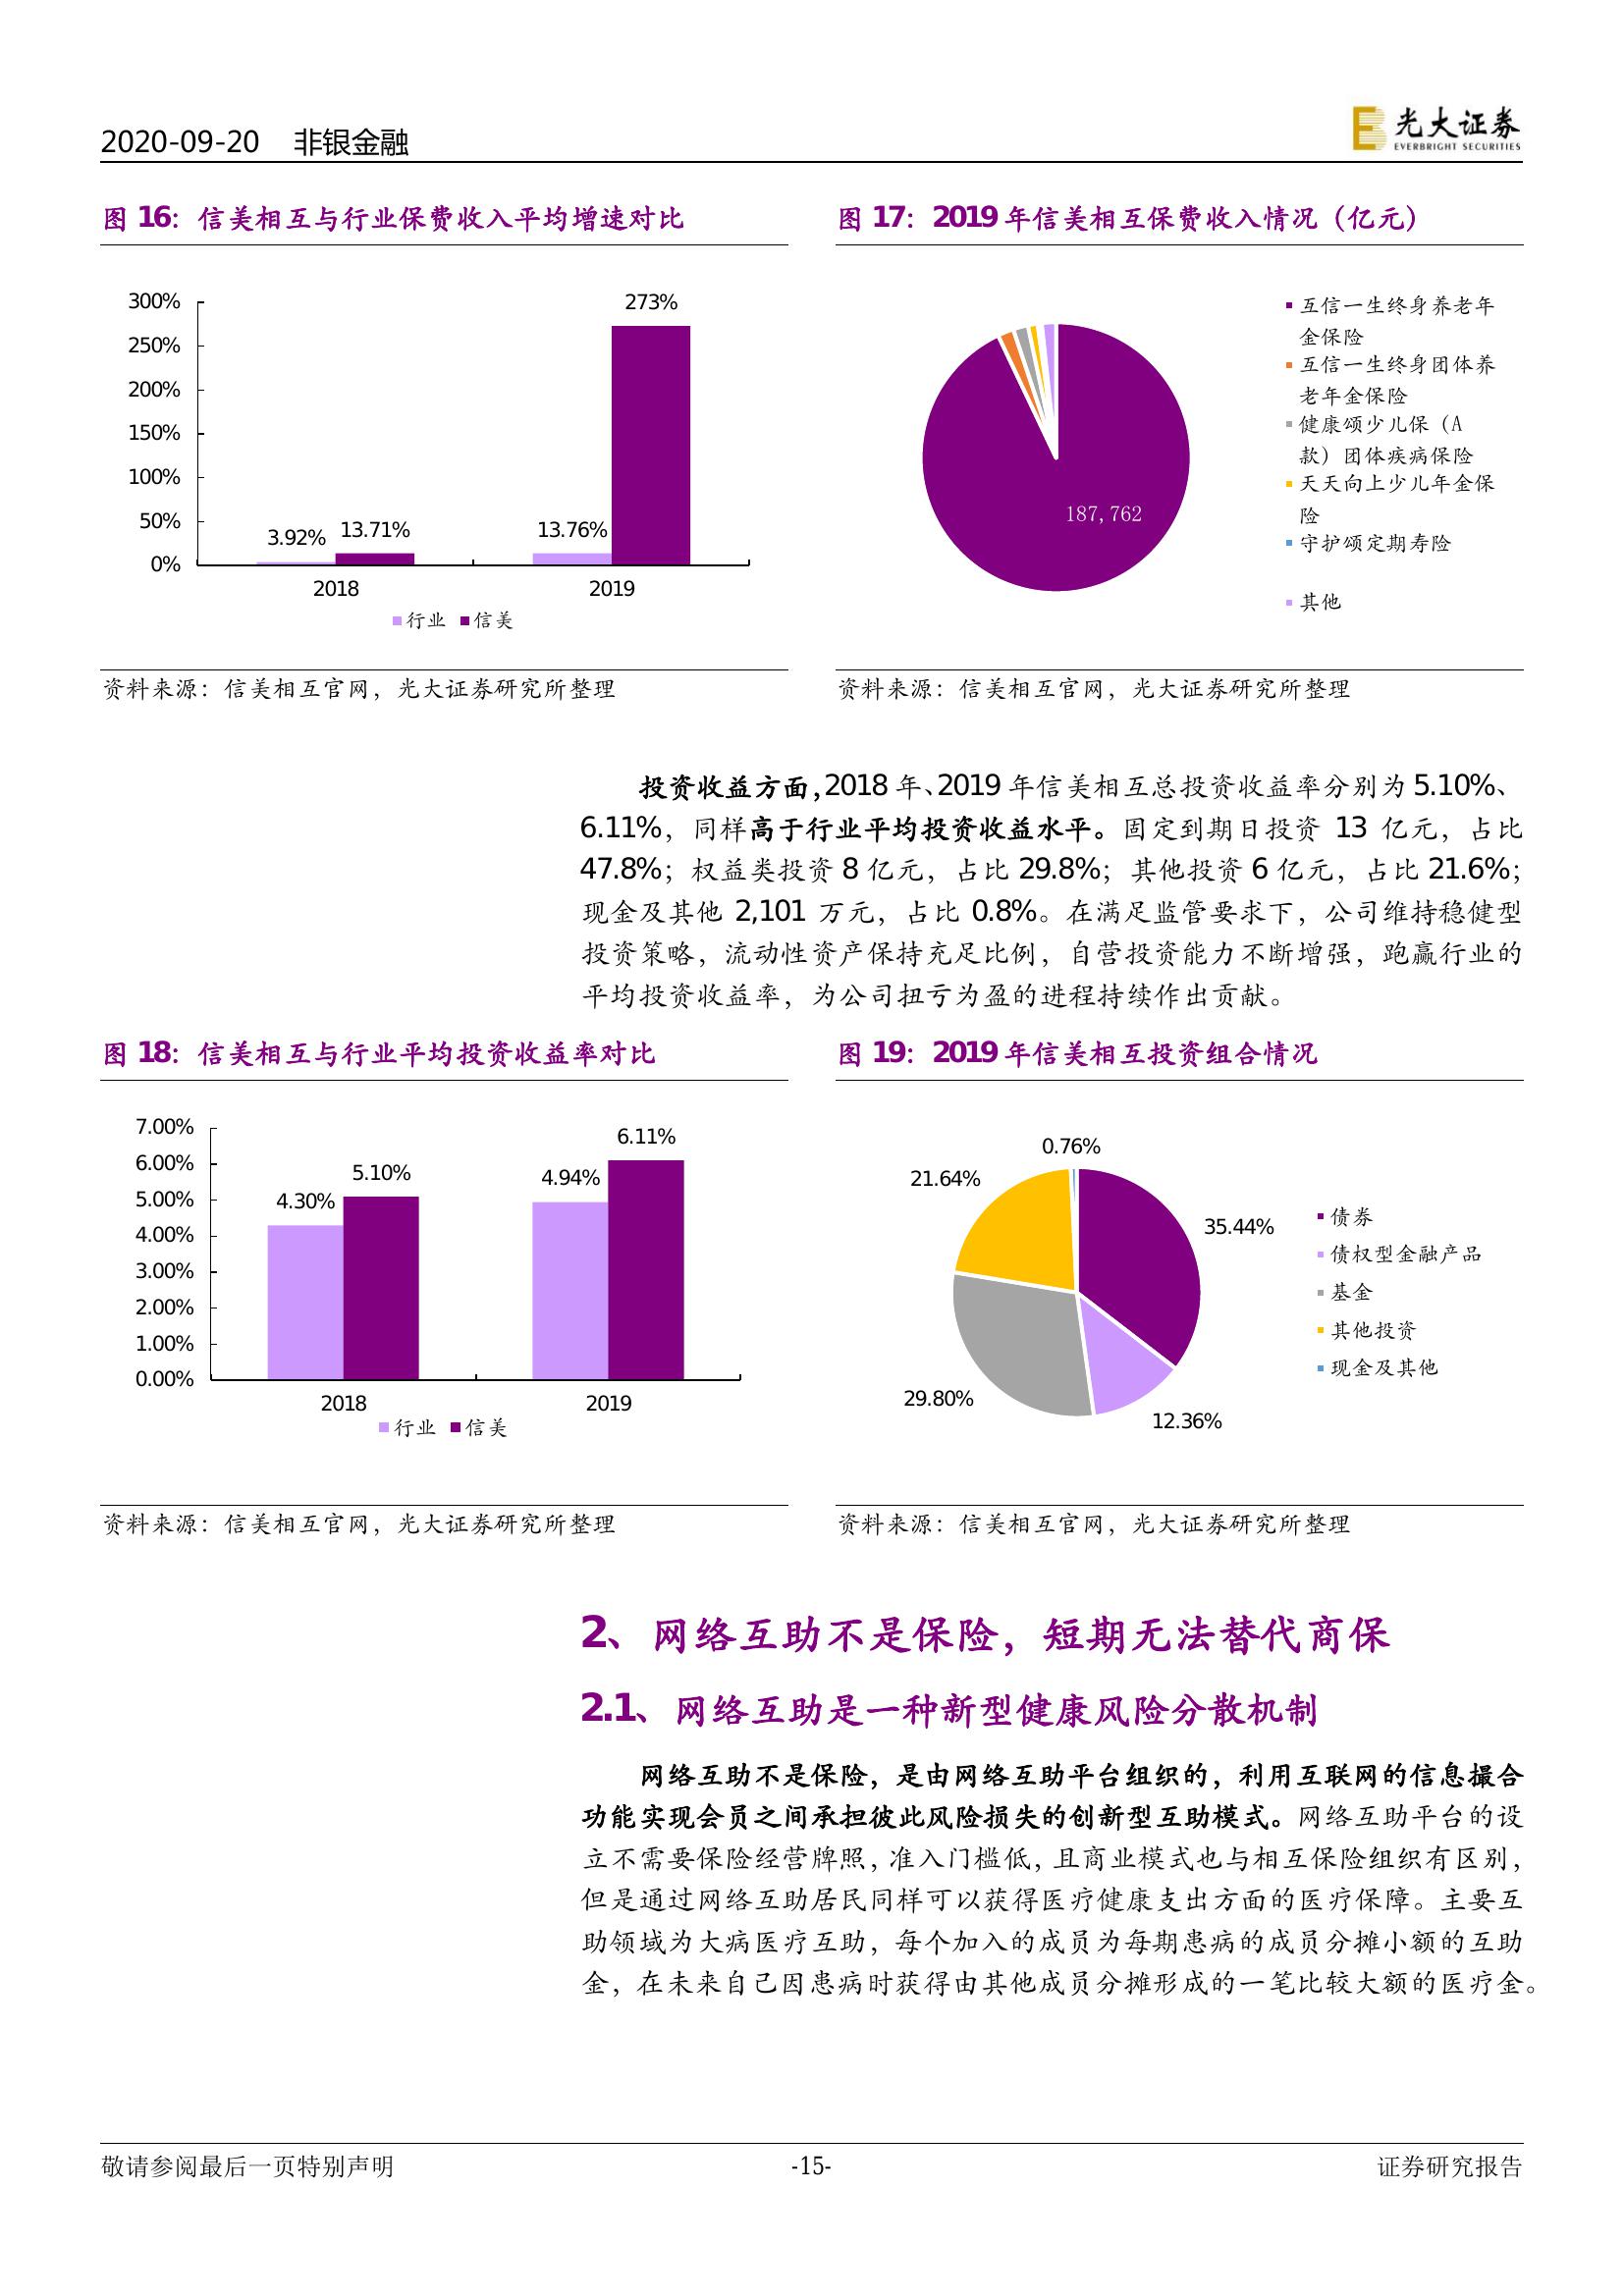 2020-09-20 非银金融
光大证券
EVERBRIGHT SECURITIES
图 16：信美相互与行业保费收入平均增速对比
300%
250%
200%
150%
100%
50%
0%
3.92%
13.71%
13.76%
273%
2018
2019
行业 信美
资料来源：信美相互官网，光大证券研究所整理
图 17：2019 年信美相互保费收入情况（亿元）
187,762
互信一生终身养老年
金保险
互信一生终身团体养
老年金保险
健康颂少儿保（A
款）团体疾病保险
天天向上少儿年金保
险
守护颂定期寿险
其他
资料来源：信美相互官网，光大证券研究所整理
投资收益方面，2018 年、2019 年信美相互总投资收益率分别为 5.10%、
6.11%，同样高于行业平均投资收益水平。固定到期日投资 13 亿元，占比
47.8%；权益类投资 8 亿元，占比 29.8%；其他投资 6 亿元，占比 21.6%；
现金及其他 2,101 万元，占比 0.8%。在满足监管要求下，公司维持稳健型
投资策略，流动性资产保持充足比例，自营投资能力不断增强，跑赢行业的
平均投资收益率，为公司扭亏为盈的进程持续作出贡献。
图 18：信美相互与行业平均投资收益率对比
7.00%
6.00%
5.00%
4.00%
3.00%
2.00%
1.00%
0.00%
4.30%
5.10%
4.94%
6.11%
2018
2019
行业 信美
资料来源：信美相互官网，光大证券研究所整理
图 19：2019 年信美相互投资组合情况
0.76%
21.64%
35.44%
29.80%
12.36%
债券
债权型金融产品
基金
其他投资
现金及其他
资料来源：信美相互官网，光大证券研究所整理
2、网络互助不是保险，短期无法替代商保
2.1、网络互助是一种新型健康风险分散机制
网络互助不是保险，是由网络互助平台组织的，利用互联网的信息撮合
功能实现会员之间承担彼此风险损失的创新型互助模式。网络互助平台的设
立不需要保险经营牌照，准入门槛低，且商业模式也与相互保险组织有区别，
但是通过网络互助居民同样可以获得医疗健康支出方面的医疗保障。主要互
助领域为大病医疗互助，每个加入的成员为每期患病的成员分摊小额的互助
金，在未来自己因患病时获得由其他成员分摊形成的一笔比较大额的医疗金。
敬请参阅最后一页特别声明
-15-
证券研究报告